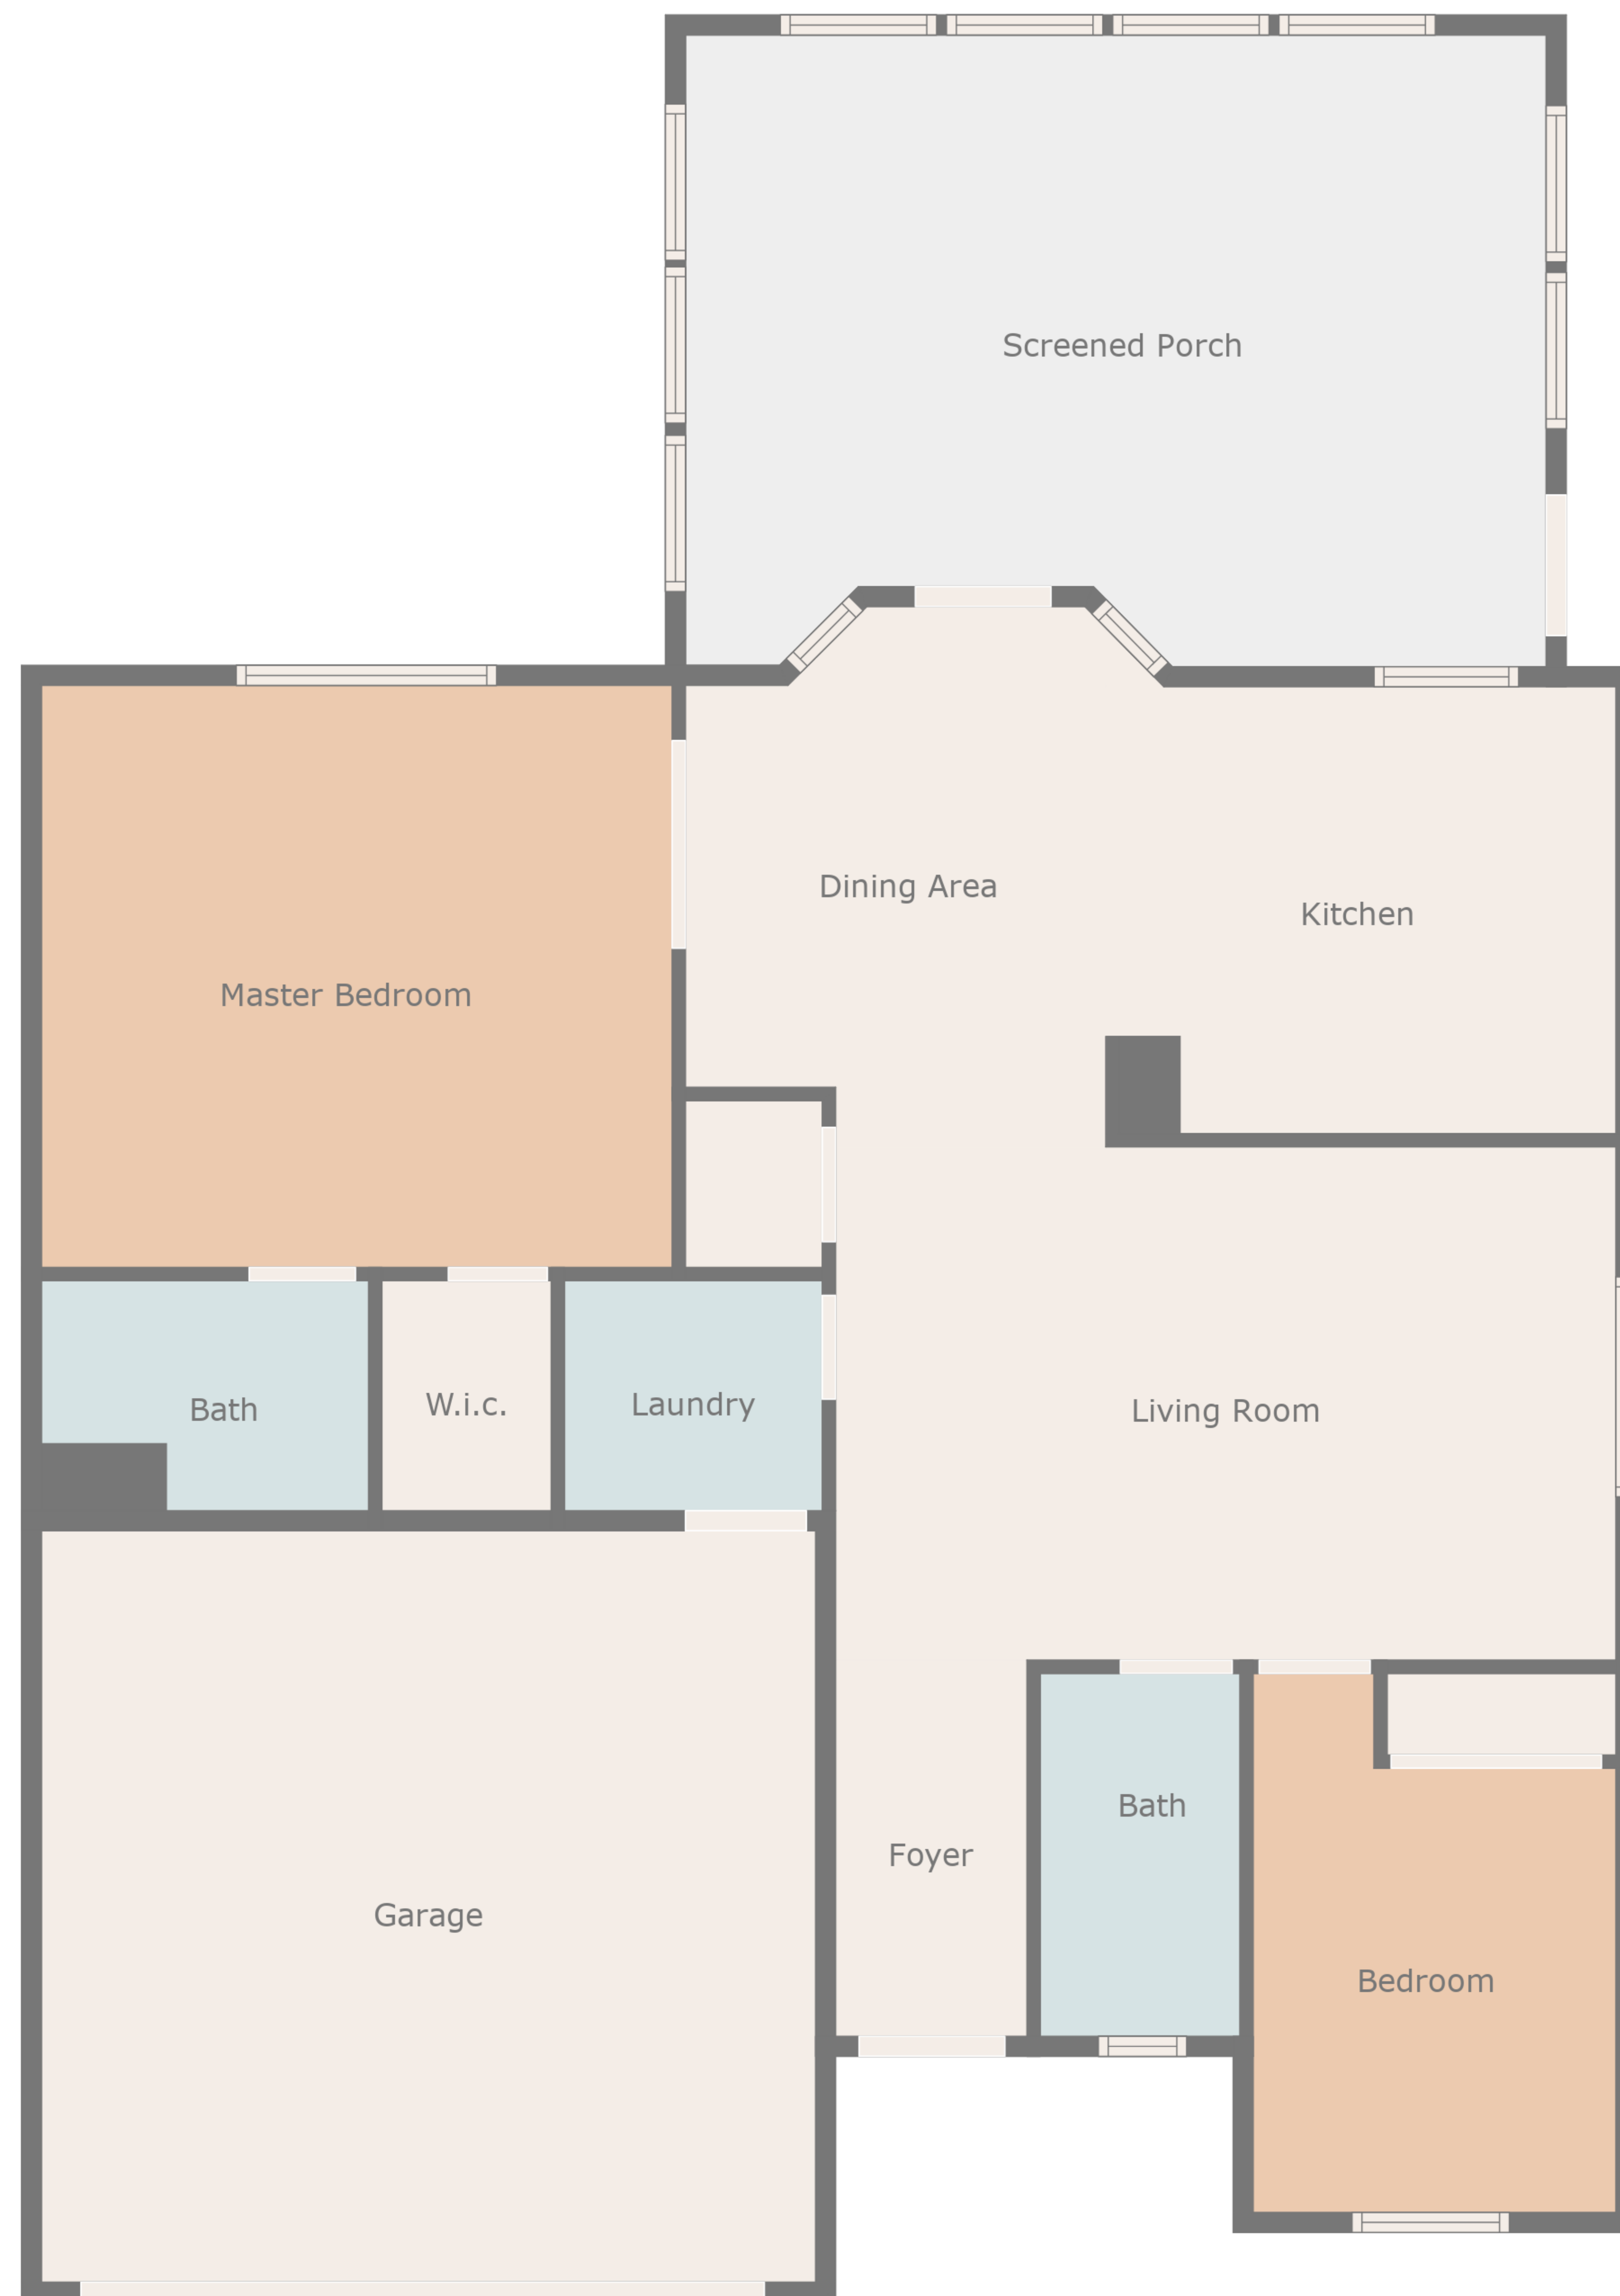 Screened Porch
Dining Area
Kitchen
Master Bedroom
Bath
W.i.c.
Laundry
Living Room
Bath
Foyer
Garage
Bedroom